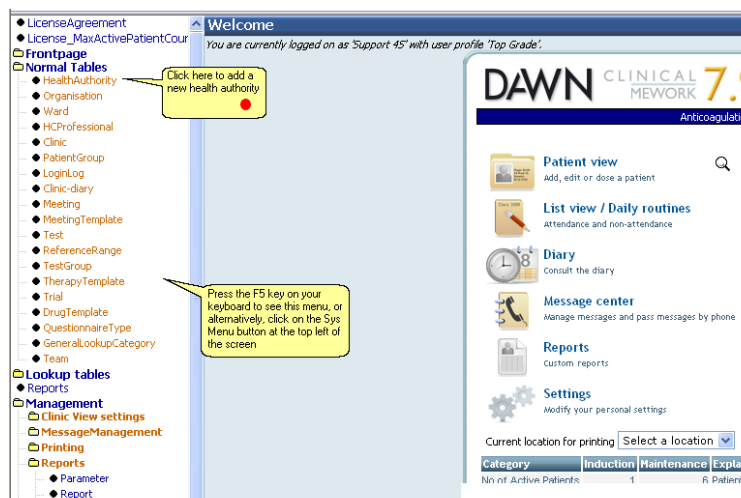 LicenseAgreement
License_MaxActivePatientCour
Frontpage
Normal Tables
HealthAuthority
Organisation
Ward
HCProfessional
Clinic
PatientGroup
LoginLog
Clinic-diary
Meeting
MeetingTemplate
Test
ReferenceRange
TestGroup
TherapyTemplate
Trial
DrugTemplate
QuestionnaireType
GeneralLookupCategory
Team
Lookup tables
Reports
Management
Clinic View settings
MessageManagement
Printing
Reports
Parameter
Report
Click here to add a
new health authority
Press the F5 key on your
keyboard to see this menu, or
alternatively, click on the Sys
Menu button at the top left of
the screen
Welcome
You are currently logged on as 'Support 45' with user profile 'Top Grade'.
DAWN CLINICAL
MEWORK 7.
Anticoagulati
Patient view
Add, edit or dose a patient
List view / Daily routines
Attendance and non-attendance
Diary
Consult the diary
Message center
Manage messages and pass messages by phone
Reports
Custom reports
Settings
Modify your personal settings
Current location for printing Select a location
Category Induction Maintenance Expla
No of Active Patients 1 6 Patient